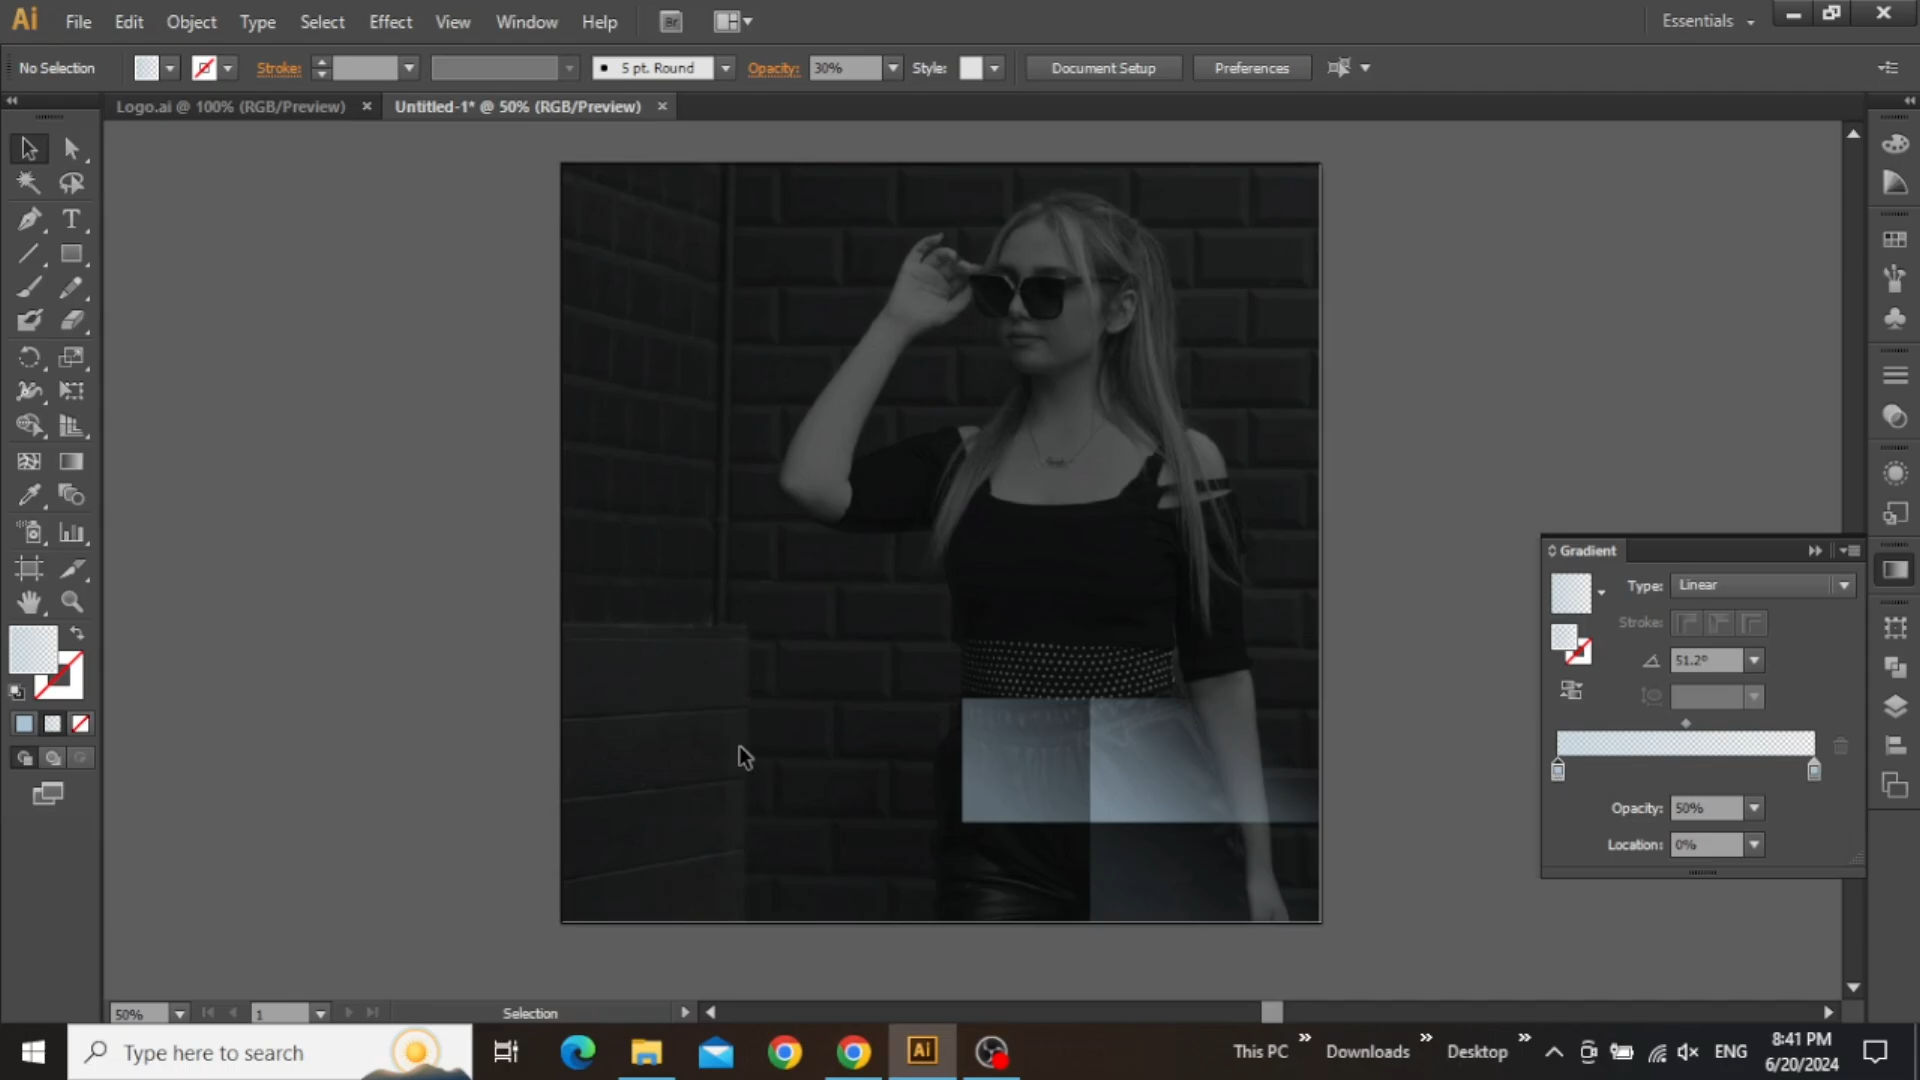 Ai File Edit Object Type Select Effect View Window Help Br Essentials
No Selection Stroke: 5 pt. Round Opacity: 30% Style: Document Setup Preferences
Logo.ai @ 100% (RGB/Preview) × Untitled-1* @ 50% (RGB/Preview) ×
Gradient
Type: Linear
Stroke:
51.2°
Opacity: 50%
Location: 0%
50% 1 Selection
Type here to search Ai This PC Downloads Desktop ENG 8:41 PM
6/20/2024